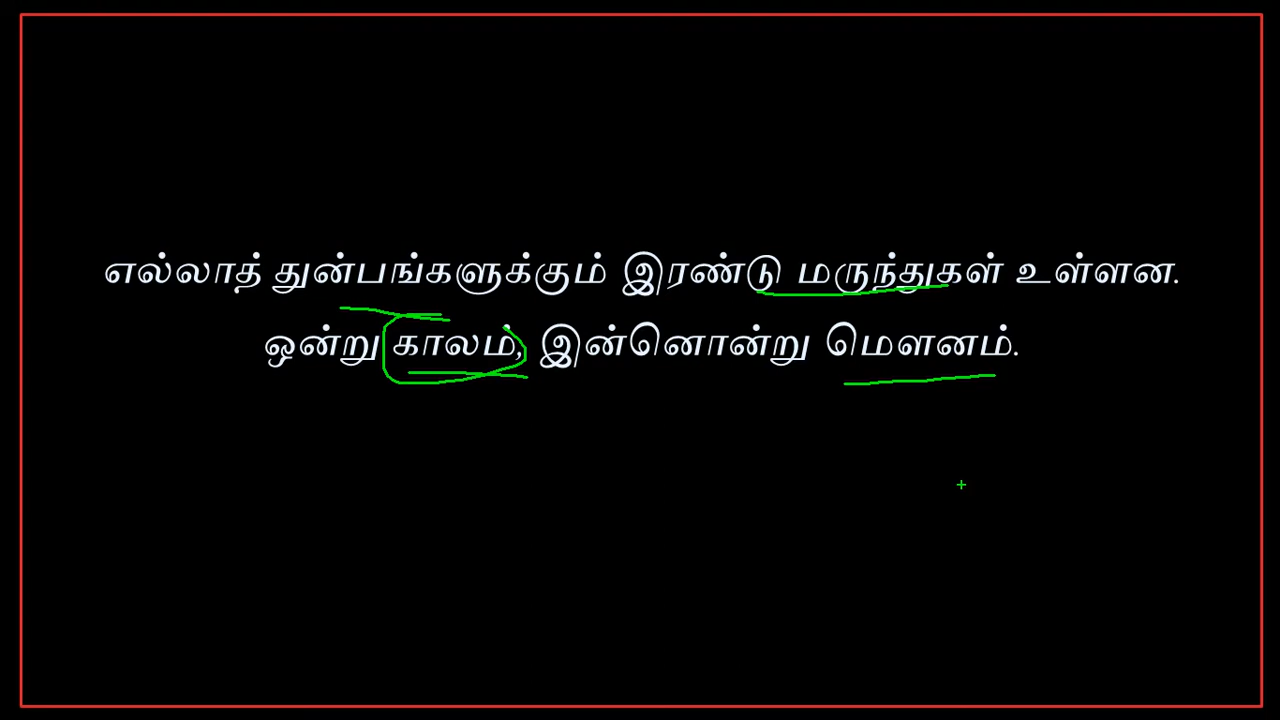 எல்லாத் துன்பங்களுக்கும் இரண்டு மருந்துகள் உள்ளன.
ஒன்று காலம், இன்னொன்று மௌனம்.